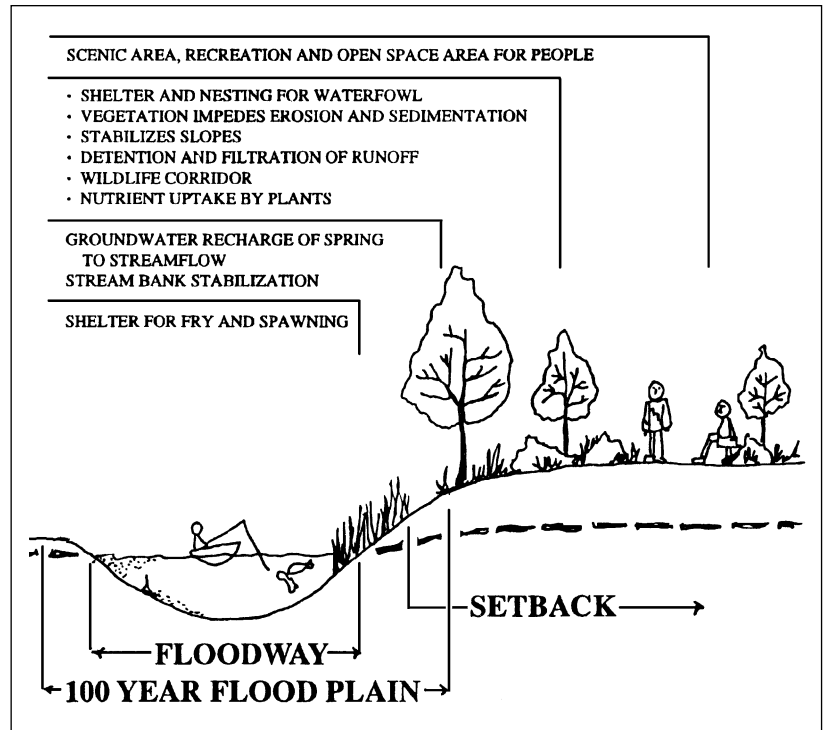 SCENIC AREA, RECREATION AND OPEN SPACE AREA FOR PEOPLE
· SHELTER AND NESTING FOR WATERFOWL
· VEGETATION IMPEDES EROSION AND SEDIMENTATION
· STABILIZES SLOPES
· DETENTION AND FILTRATION OF RUNOFF
· WILDLIFE CORRIDOR
· NUTRIENT UPTAKE BY PLANTS
GROUNDWATER RECHARGE OF SPRING
TO STREAMFLOW
STREAM BANK STABILIZATION
SHELTER FOR FRY AND SPAWNING
SETBACK
FLOODWAY
100 YEAR FLOOD PLAIN